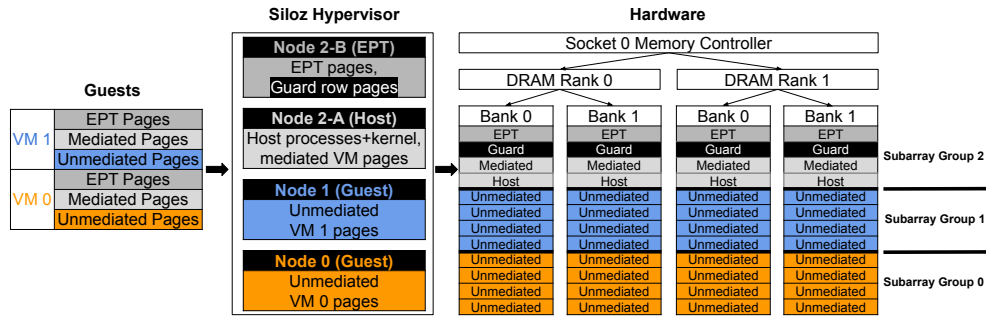 Guests
VM 1
EPT Pages
Mediated Pages
Unmediated Pages
VM 0
EPT Pages
Mediated Pages
Unmediated Pages
Siloz Hypervisor
Node 2-B (EPT)
EPT pages,
Guard row pages
Node 2-A (Host)
Host processes+kernel,
mediated VM pages
Node 1 (Guest)
Unmediated
VM 1 pages
Node 0 (Guest)
Unmediated
VM 0 pages
Hardware
Socket 0 Memory Controller
DRAM Rank 0
DRAM Rank 1
Bank 0
EPT
Guard
Mediated
Host
Unmediated
Unmediated
Unmediated
Unmediated
Unmediated
Unmediated
Unmediated
Unmediated
Bank 1
EPT
Guard
Mediated
Host
Unmediated
Unmediated
Unmediated
Unmediated
Unmediated
Unmediated
Unmediated
Unmediated
Bank 0
EPT
Guard
Mediated
Host
Unmediated
Unmediated
Unmediated
Unmediated
Unmediated
Unmediated
Unmediated
Unmediated
Bank 1
EPT
Guard
Mediated
Host
Unmediated
Unmediated
Unmediated
Unmediated
Unmediated
Unmediated
Unmediated
Unmediated
Subarray Group 2
Subarray Group 1
Subarray Group 0